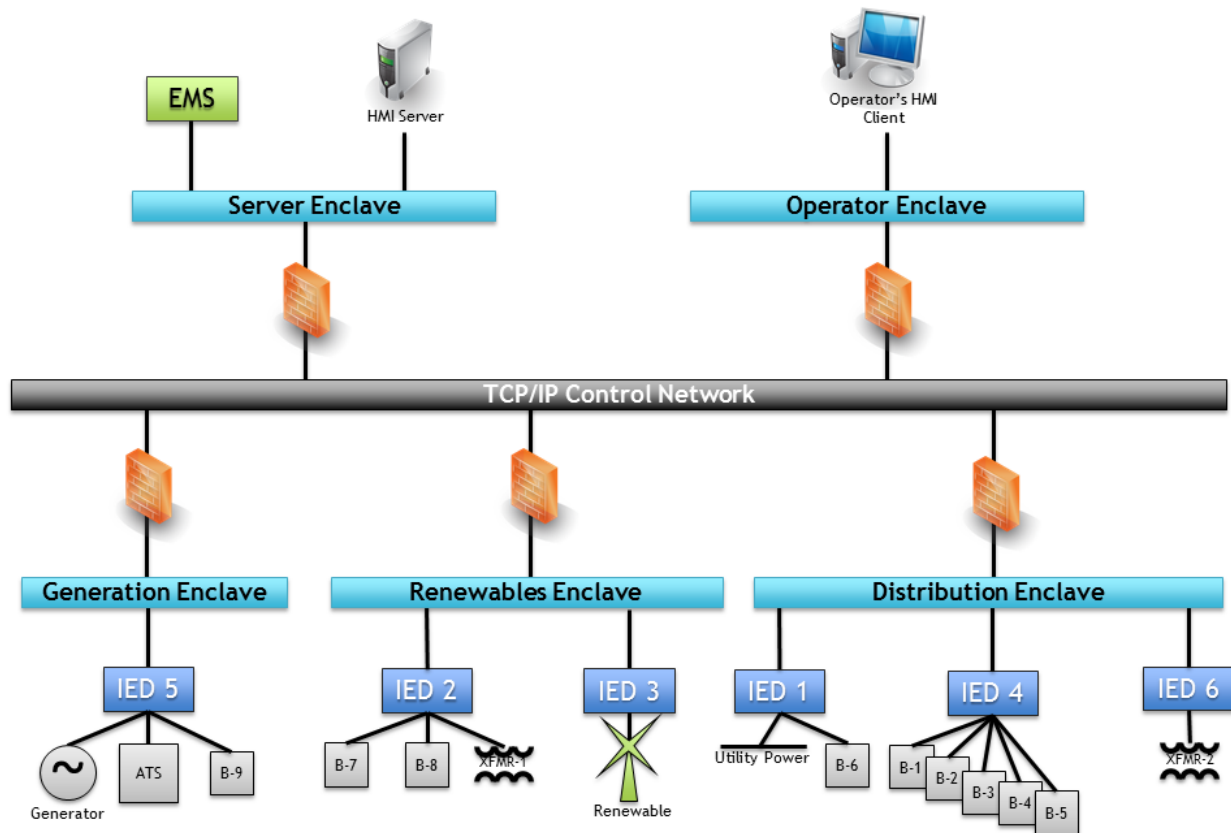 EMS
HMI Server
Operator's HMI
Client
Server Enclave
Operator Enclave
TCP/IP Control Network
Generation Enclave
Renewables Enclave
Distribution Enclave
IED 5
IED 2
IED 3
IED 1
IED 4
IED 6
~
Generator
ATS
B-9
B-7
B-8
XFMR-1
Renewable
Utility Power
B-6
B-1
B-2
B-3
B-4
B-5
XFMR-2